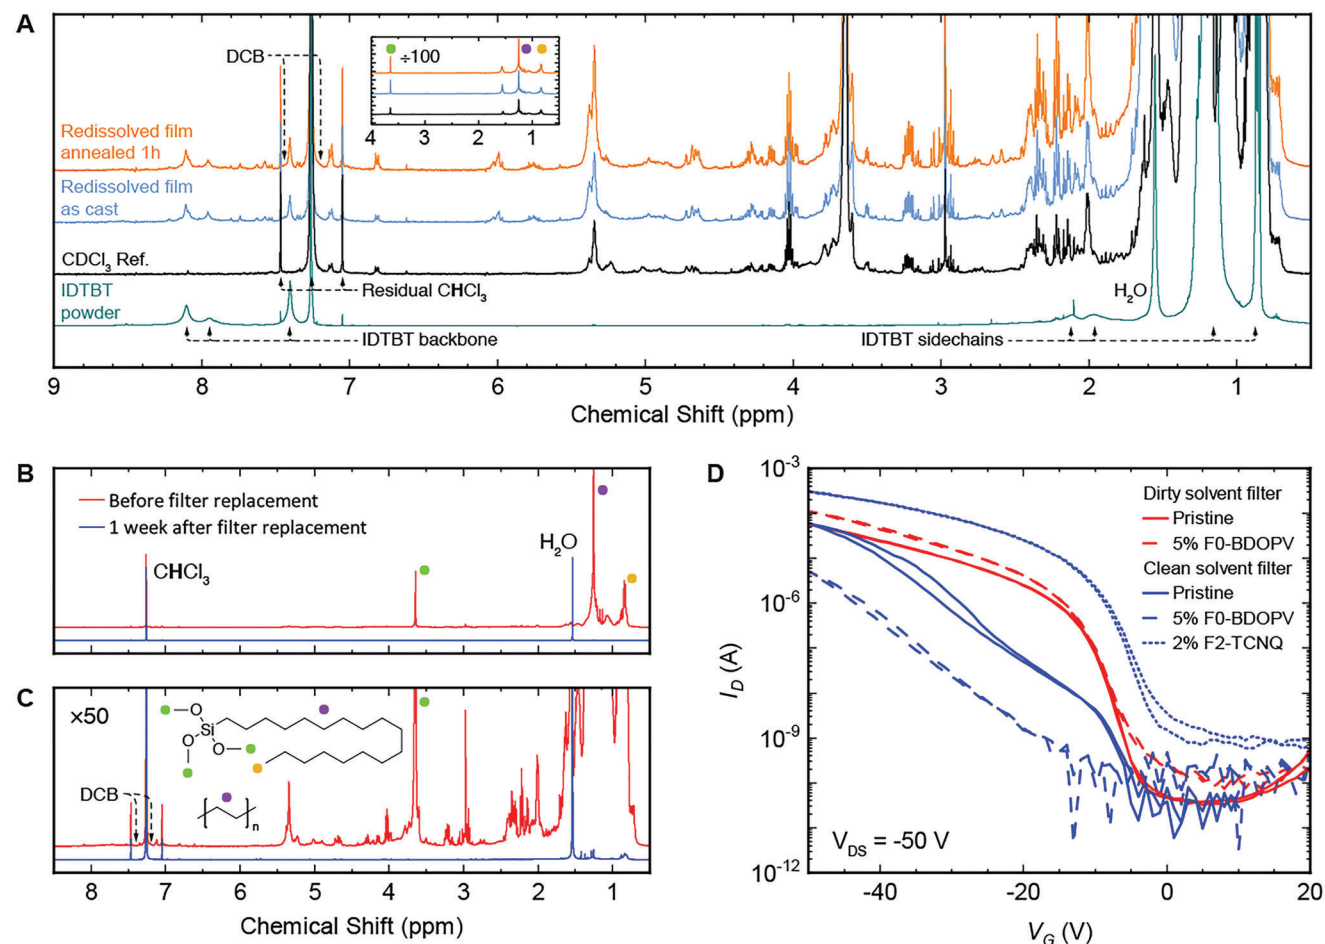 A
DCB
÷100
4 3 2 1
Redissolved film
annealed 1h
Redissolved film
as cast
CDCl3 Ref.
Residual CHCl3
IDTBT
powder
H2O
IDTBT backbone
IDTBT sidechains
9 8 7 6 5 4 3 2 1
Chemical Shift (ppm)
B
Before filter replacement
1 week after filter replacement
CHCl3
H2O
C
×50
O
Si
O
O
DCB
n
8 7 6 5 4 3 2 1
Chemical Shift (ppm)
D
10-3
10-6
10-9
10-12
ID (A)
Dirty solvent filter
Pristine
5% F0-BDOPV
Clean solvent filter
Pristine
5% F0-BDOPV
2% F2-TCNQ
VDS = -50 V
-40 -20 0 20
VG (V)